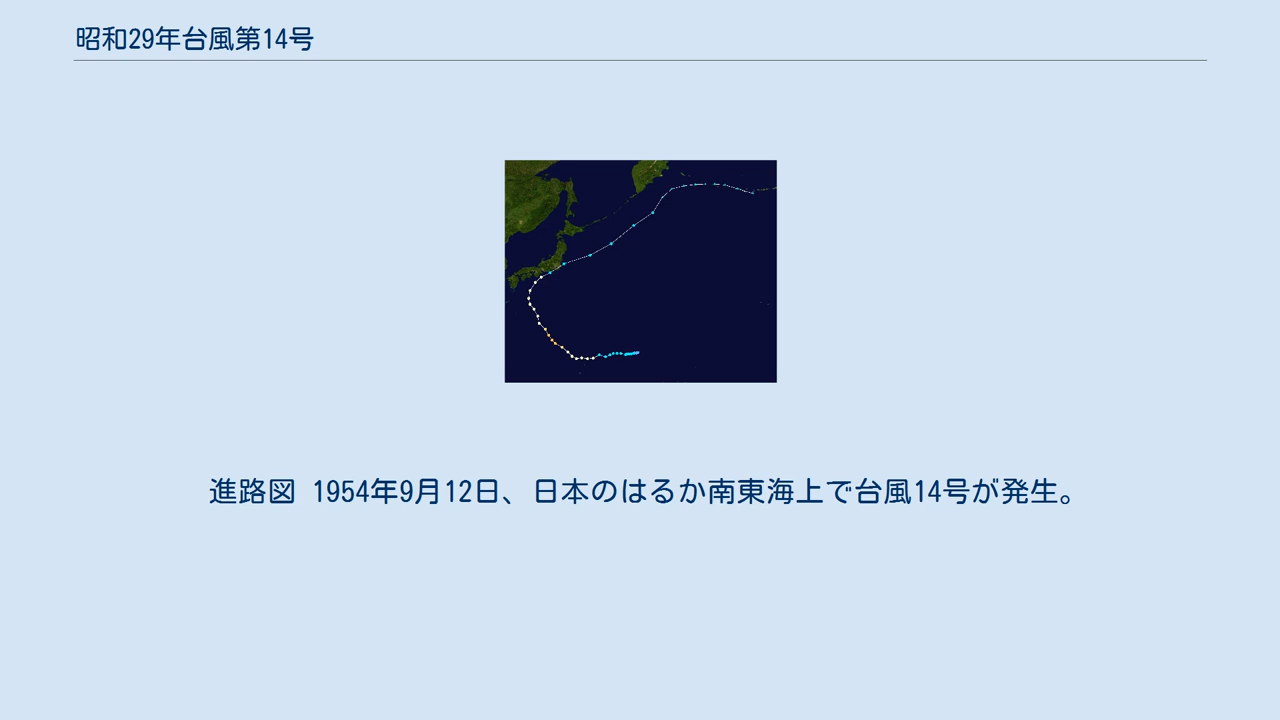 昭和29年台風第14号
進路図 1954年9月12日、日本のはるか南東海上で台風14号が発生。